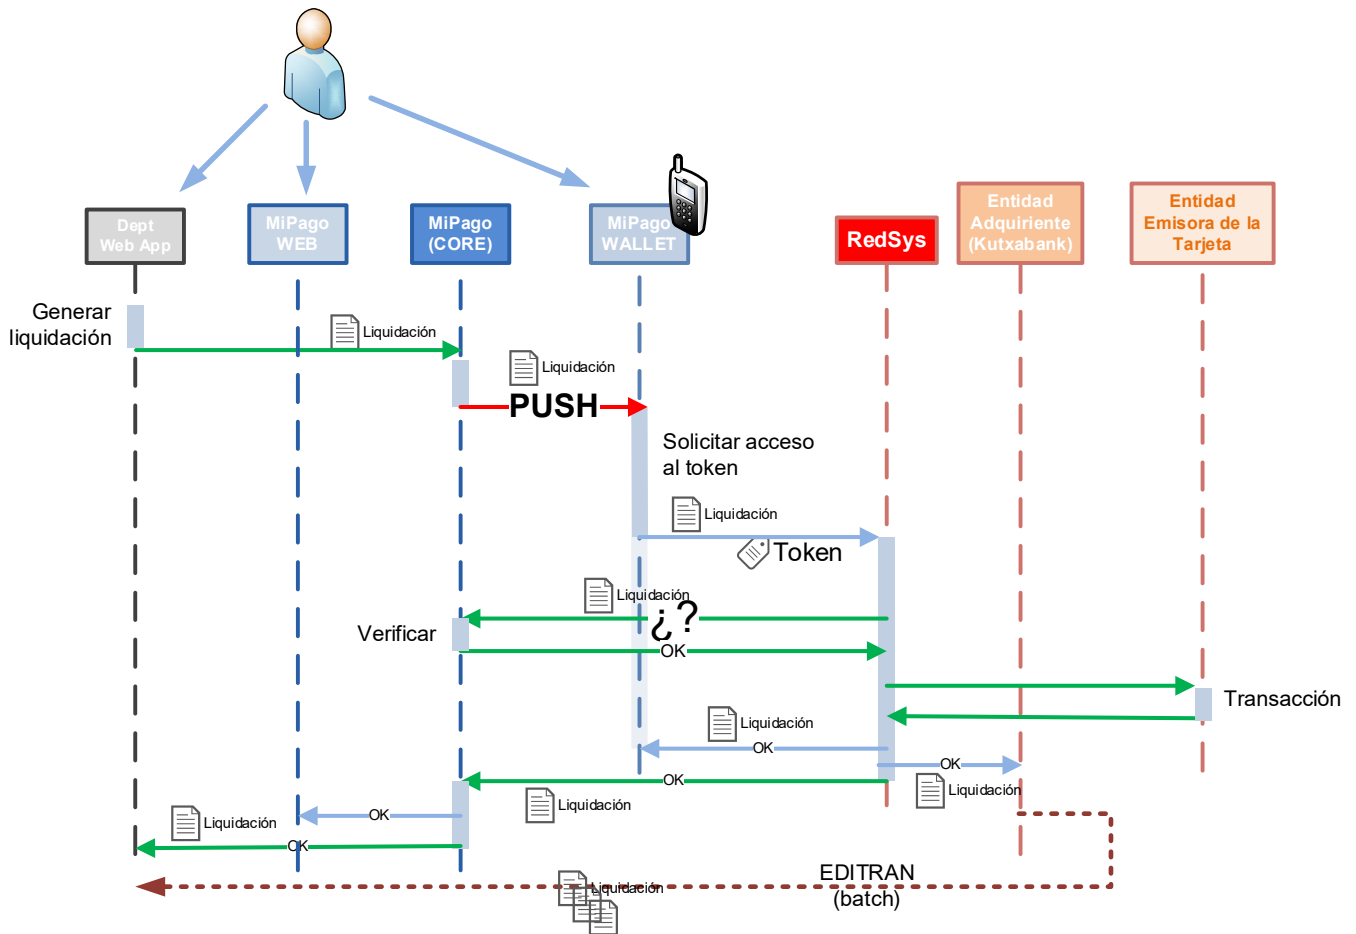 Dept
Web App
MiPago
WEB
MiPago
(CORE)
MiPago
WALLET
RedSys
Entidad
Adquiriente
(Kutxabank)
Entidad
Emisora de la
Tarjeta
Generar
liquidación
Liquidación
Liquidación
PUSH
Solicitar acceso
al token
Liquidación
Token
Liquidación
¿?
Verificar
OK
Transacción
Liquidación
OK
OK
Liquidación
OK
Liquidación
OK
Liquidación
OK
EDITRAN
(batch)
Liquidación